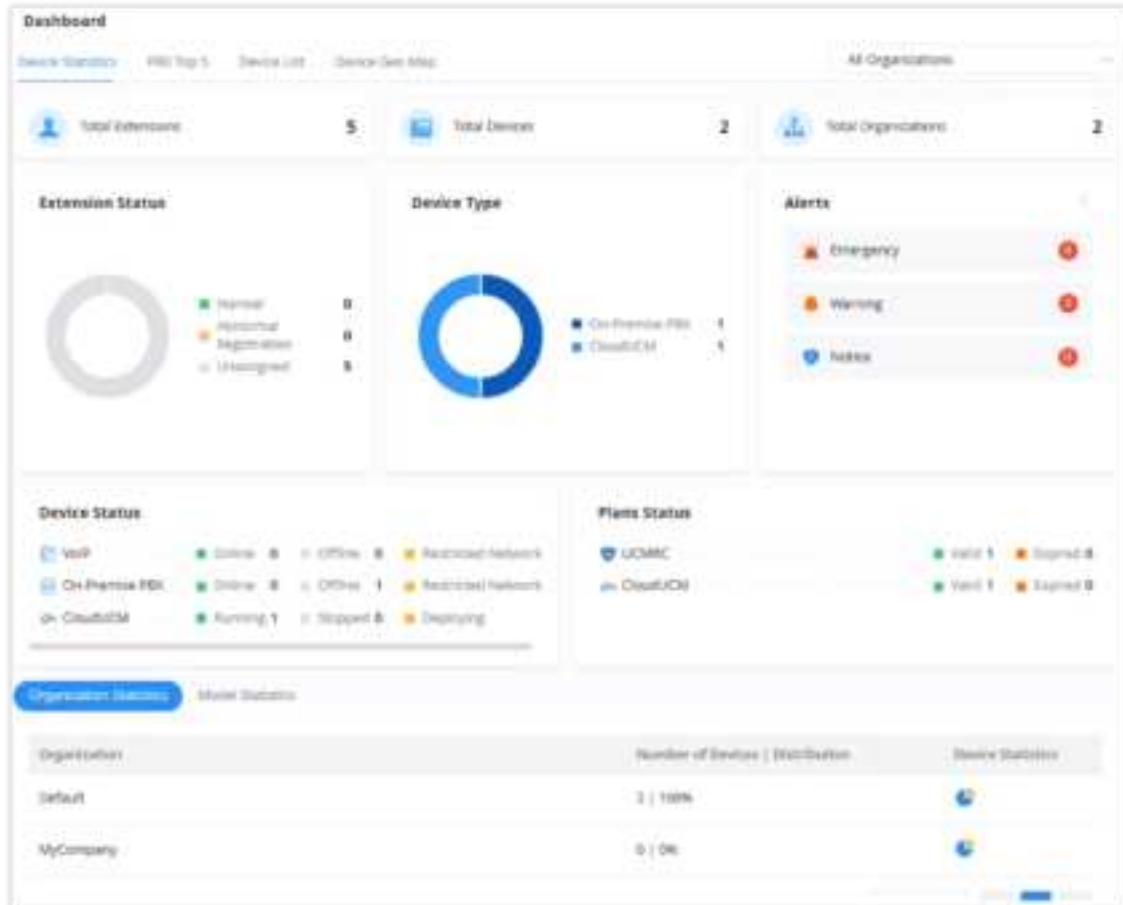 Dashboard
Device Statistics PBX Top 5 Device List Device Geo Map All Organizations
Total Extensions 5 Total Devices 2 Total Organizations 2
Extension Status Device Type Alerts
Emergency
Warning
Notice
Normal 0
Abnormal Registration 0
Unassigned 5
On-Premise PBX 1
CloudUCM 1
Device Status Plans Status
VoIP Online 0 Offline 0 Restricted Network
On-Premise PBX Online 0 Offline 1 Restricted Network
CloudUCM Running 1 Stopped 0 Deploying
UCMRC Valid 1 Expired 0
CloudUCM Valid 1 Expired 0
Organization Statistics Model Statistics
Organization Number of Devices | Distribution Device Statistics
Default 2 | 100%
MyCompany 0 | 0%